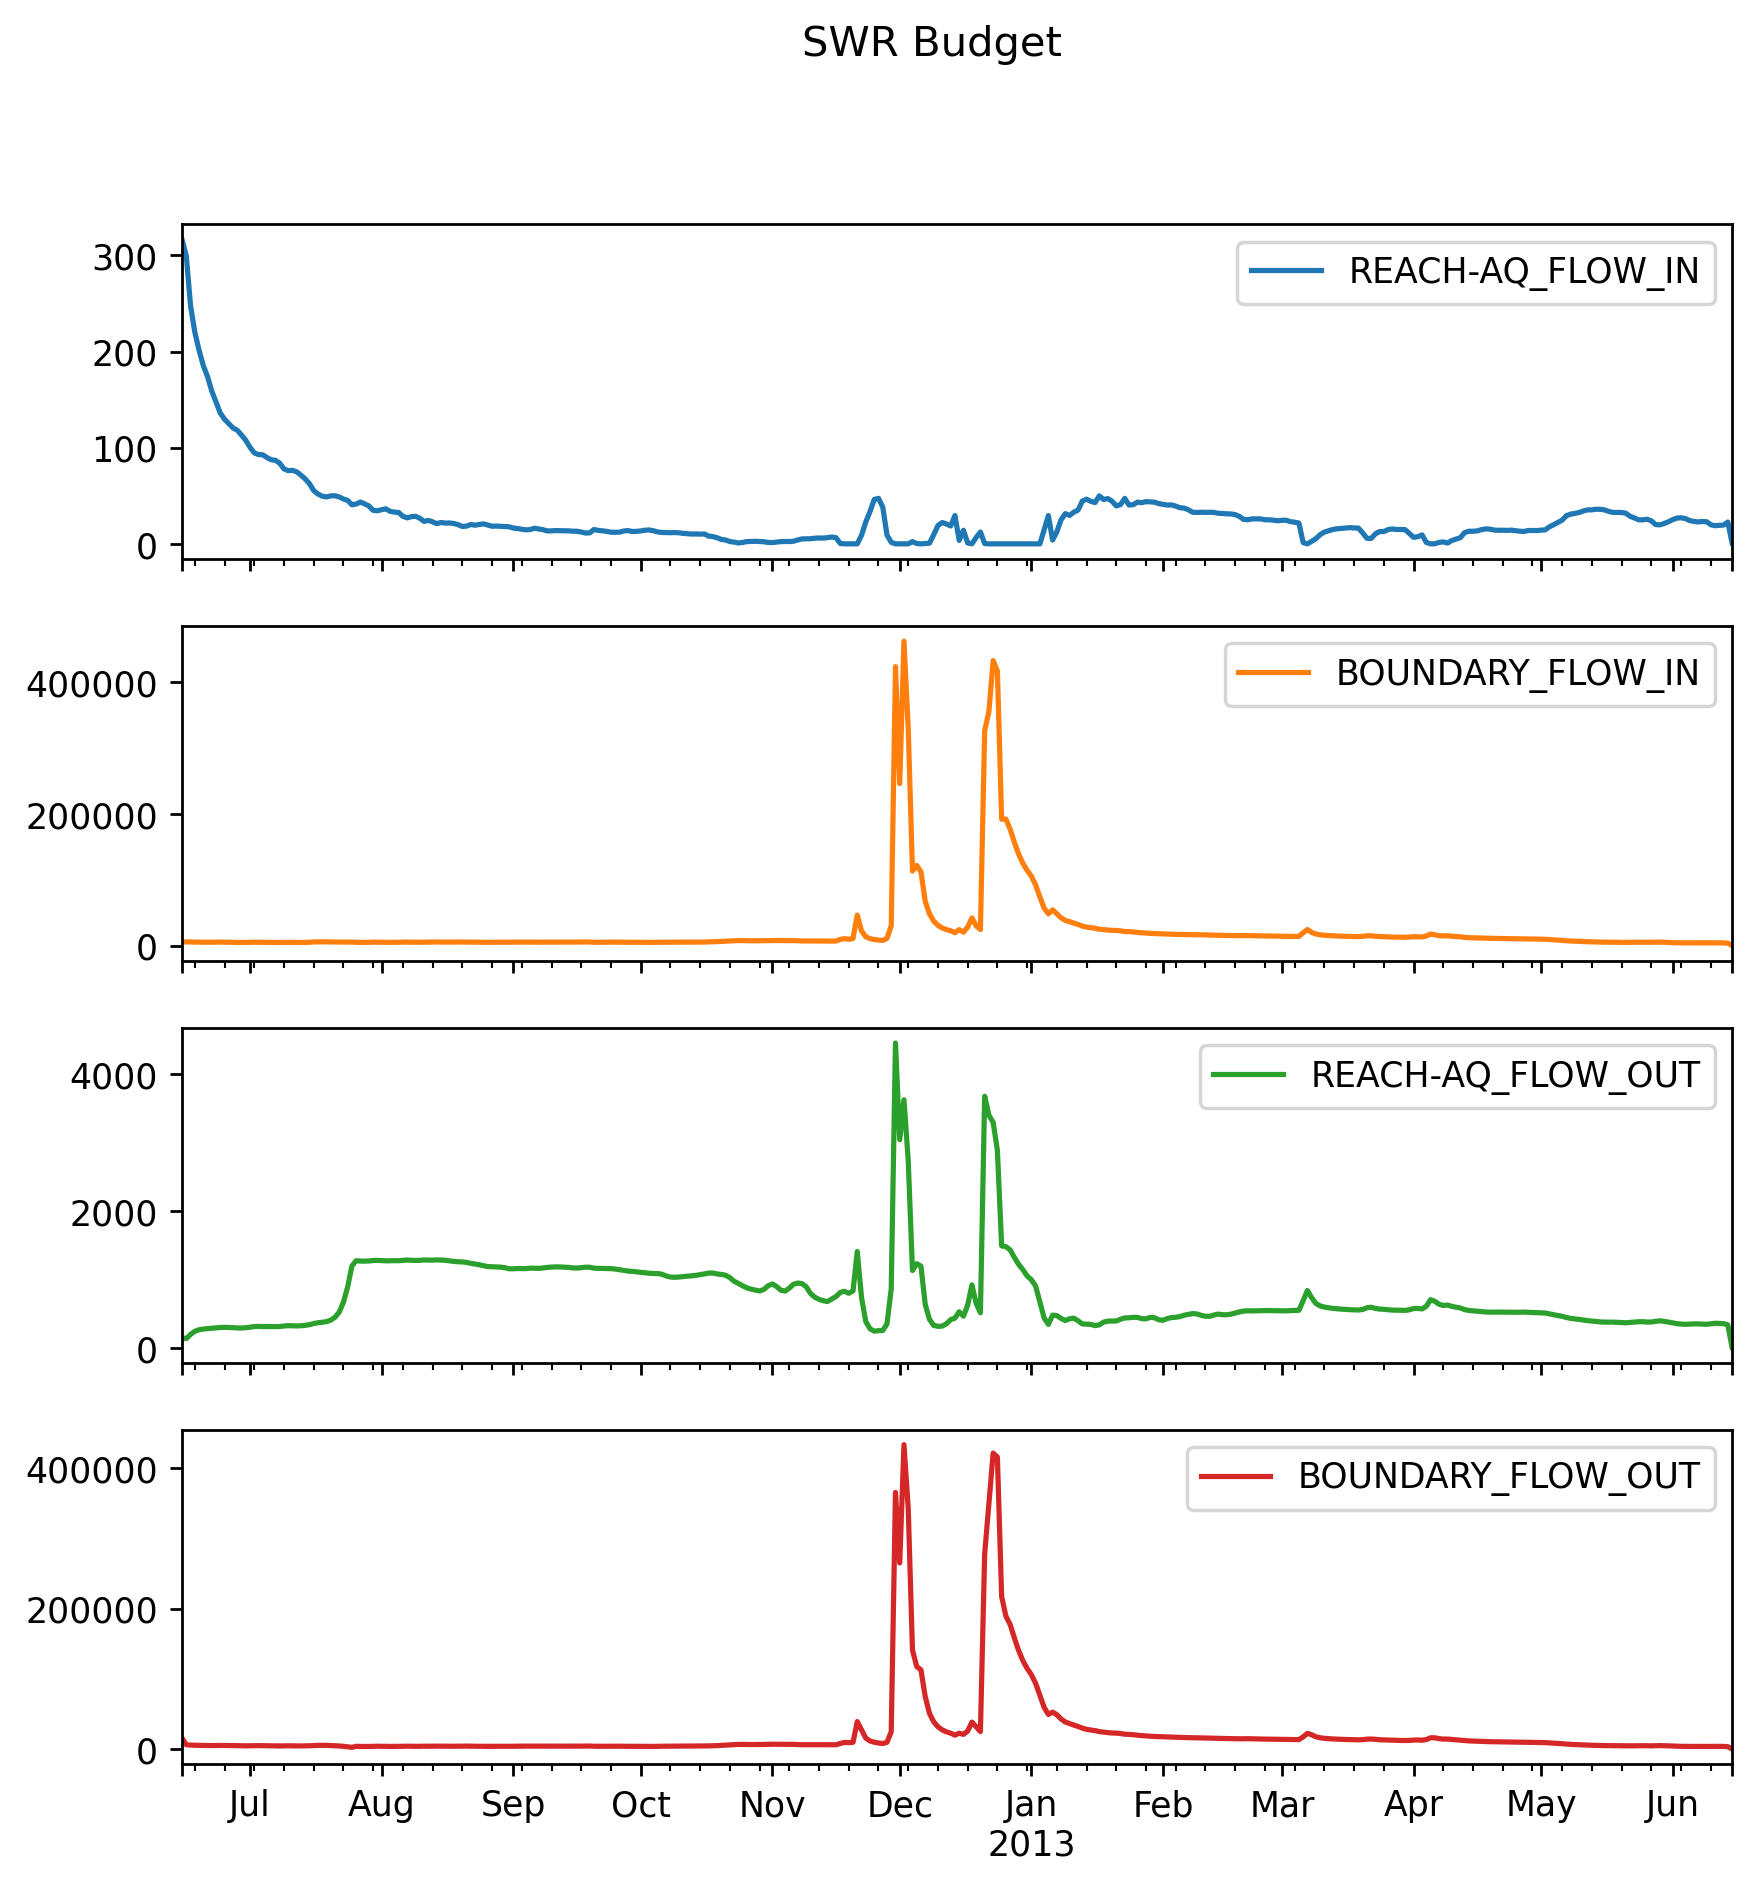 SWR Budget
300
200
100
0
REACH-AQ_FLOW_IN
400000
200000
0
BOUNDARY_FLOW_IN
4000
2000
0
REACH-AQ_FLOW_OUT
400000
200000
0
BOUNDARY_FLOW_OUT
Jul Aug Sep Oct Nov Dec Jan Feb Mar Apr May Jun
2013